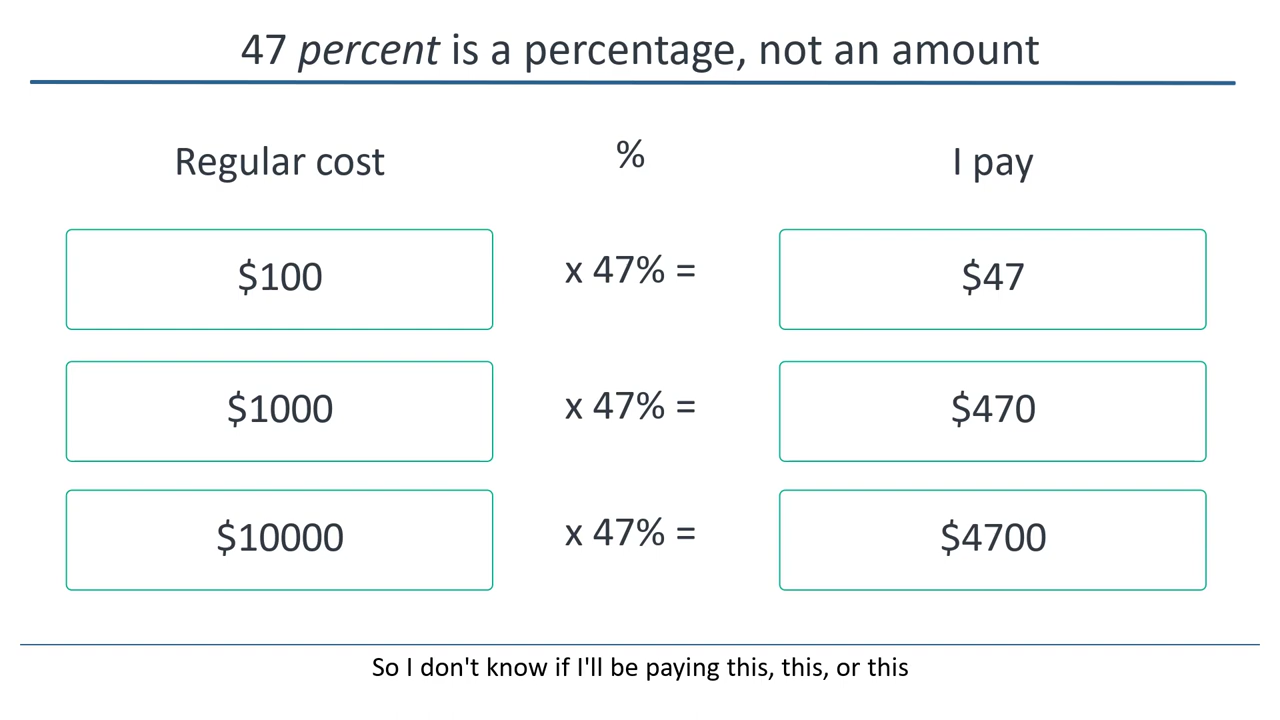 47 percent is a percentage, not an amount
Regular cost % I pay
$100 x 47% = $47
$1000 x 47% = $470
$10000 x 47% = $4700
So I don't know if I'll be paying this, this, or this